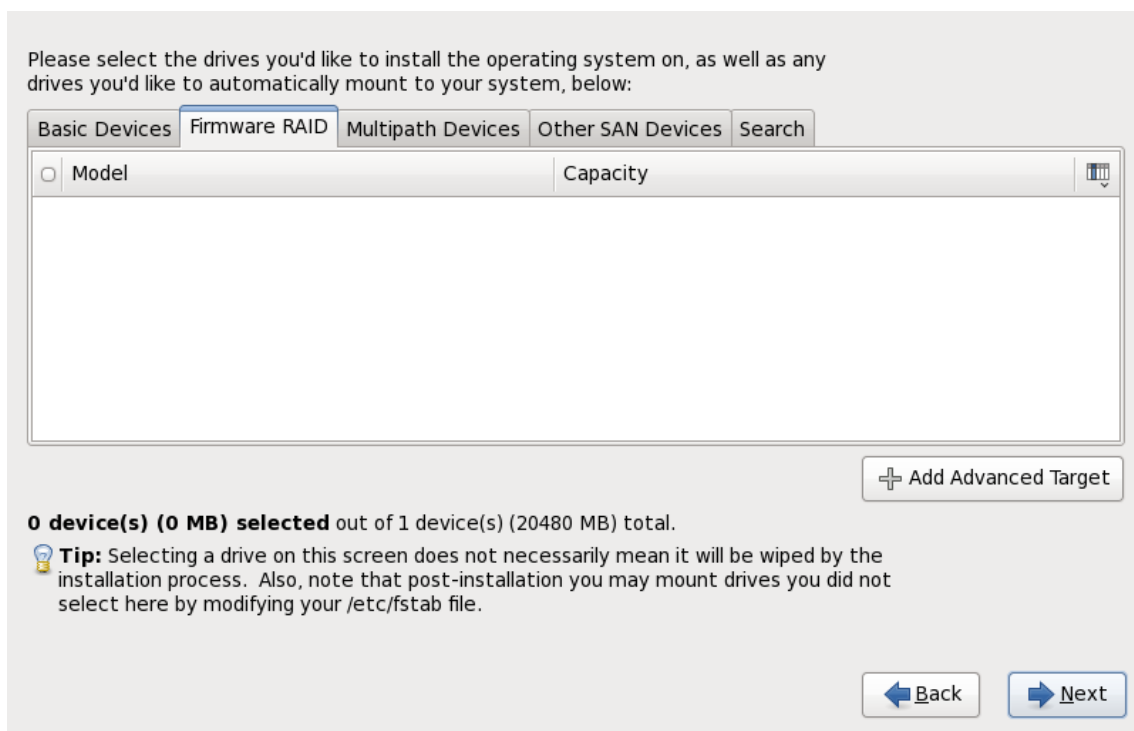 Please select the drives you'd like to install the operating system on, as well as any
drives you'd like to automatically mount to your system, below:
Basic Devices Firmware RAID Multipath Devices Other SAN Devices Search
Model Capacity
Add Advanced Target
0 device(s) (0 MB) selected out of 1 device(s) (20480 MB) total.
Tip: Selecting a drive on this screen does not necessarily mean it will be wiped by the
installation process.  Also, note that post-installation you may mount drives you did not
select here by modifying your /etc/fstab file.
Back Next